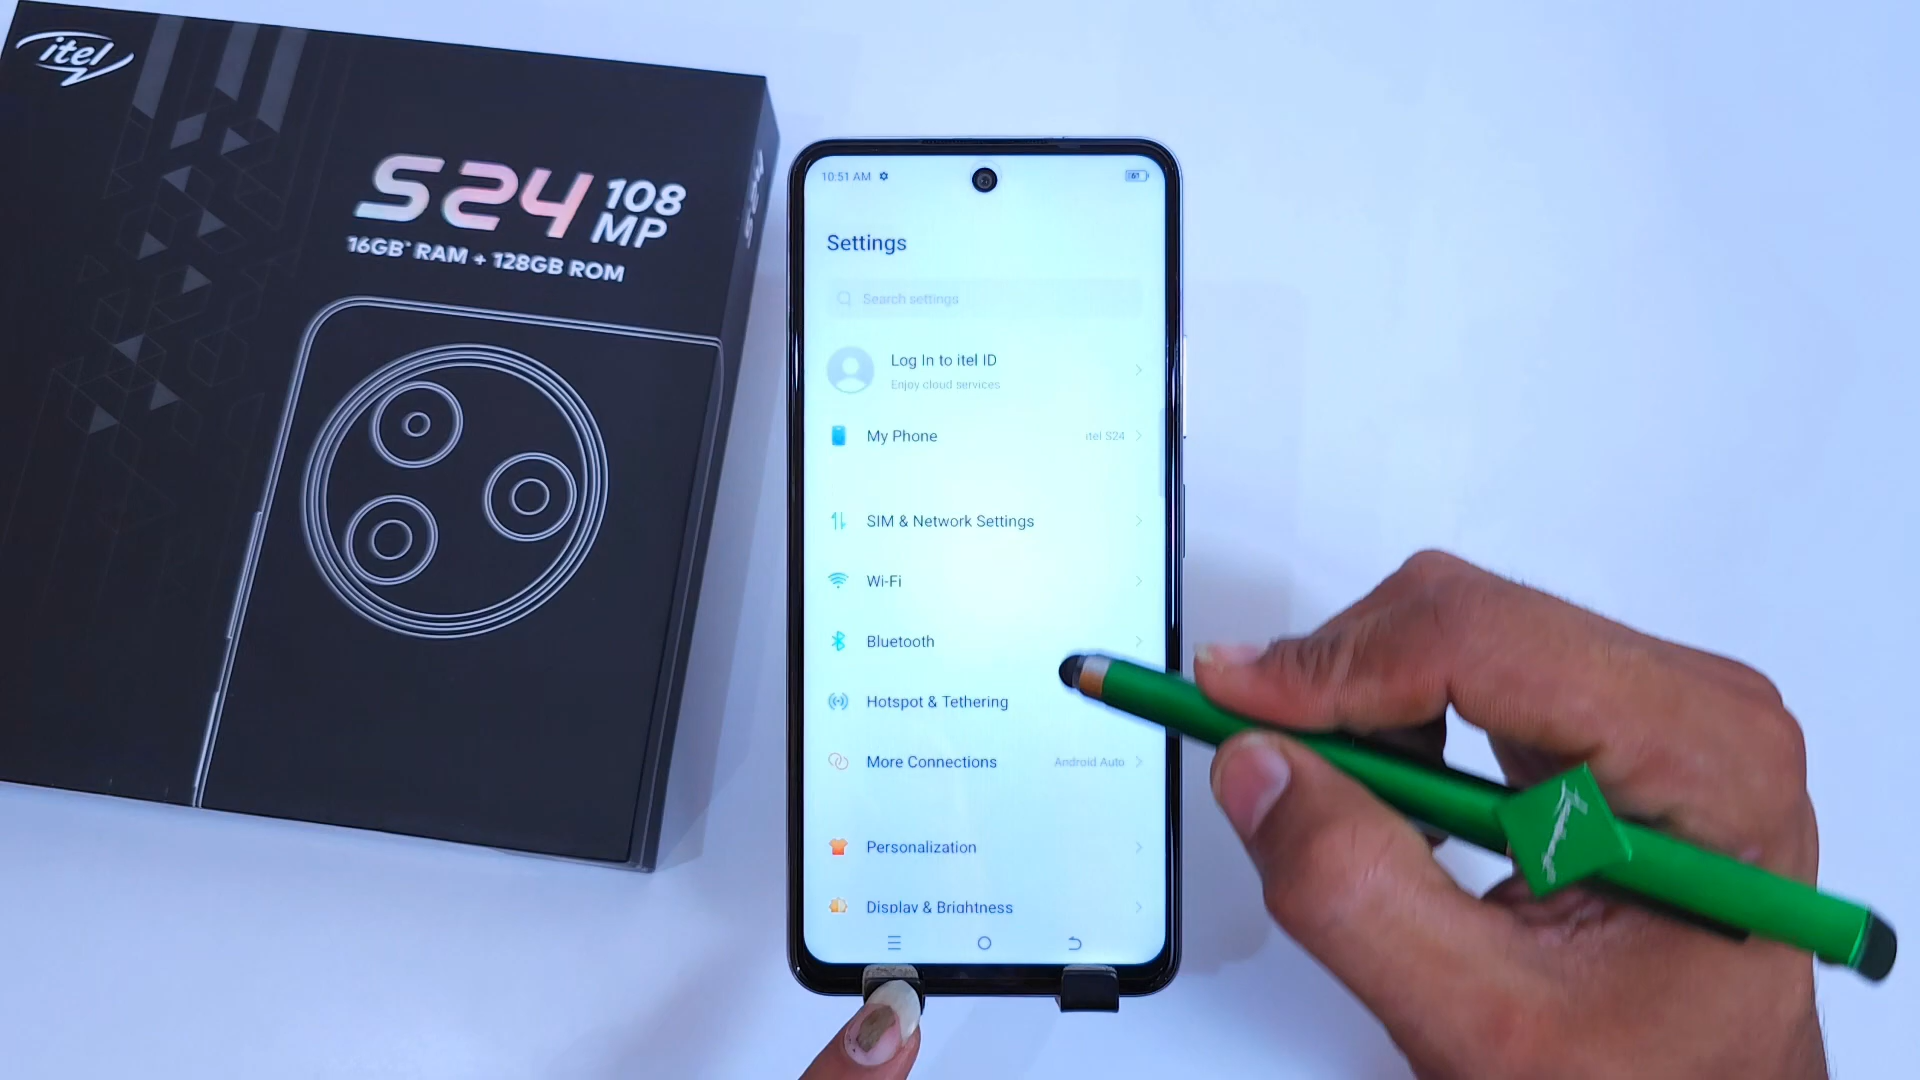 itel
S24 108 MP
16GB* RAM + 128GB ROM
S24
10:51 AM
61
Settings
Search settings
Log In to itel ID
Enjoy cloud services
My Phone
itel S24
SIM & Network Settings
Wi-Fi
Bluetooth
Hotspot & Tethering
More Connections
Android Auto
Personalization
Display & Brightness